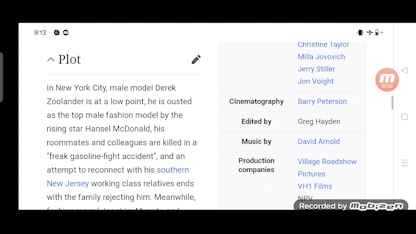 9:13
Plot
In New York City, male model Derek
Zoolander is at a low point; he is ousted
as the top male fashion model by the
rising star Hansel McDonald, his
roommates and colleagues are killed in a
"freak gasoline-fight accident", and an
attempt to reconnect with his southern
New Jersey working class relatives ends
with the family rejecting him. Meanwhile,
Christine Taylor
Milla Jovovich
Jerry Stiller
Jon Voight
Cinematography Barry Peterson
Edited by Greg Hayden
Music by David Arnold
Production Village Roadshow
companies Pictures
VH1 Films
Recorded by Mobizen